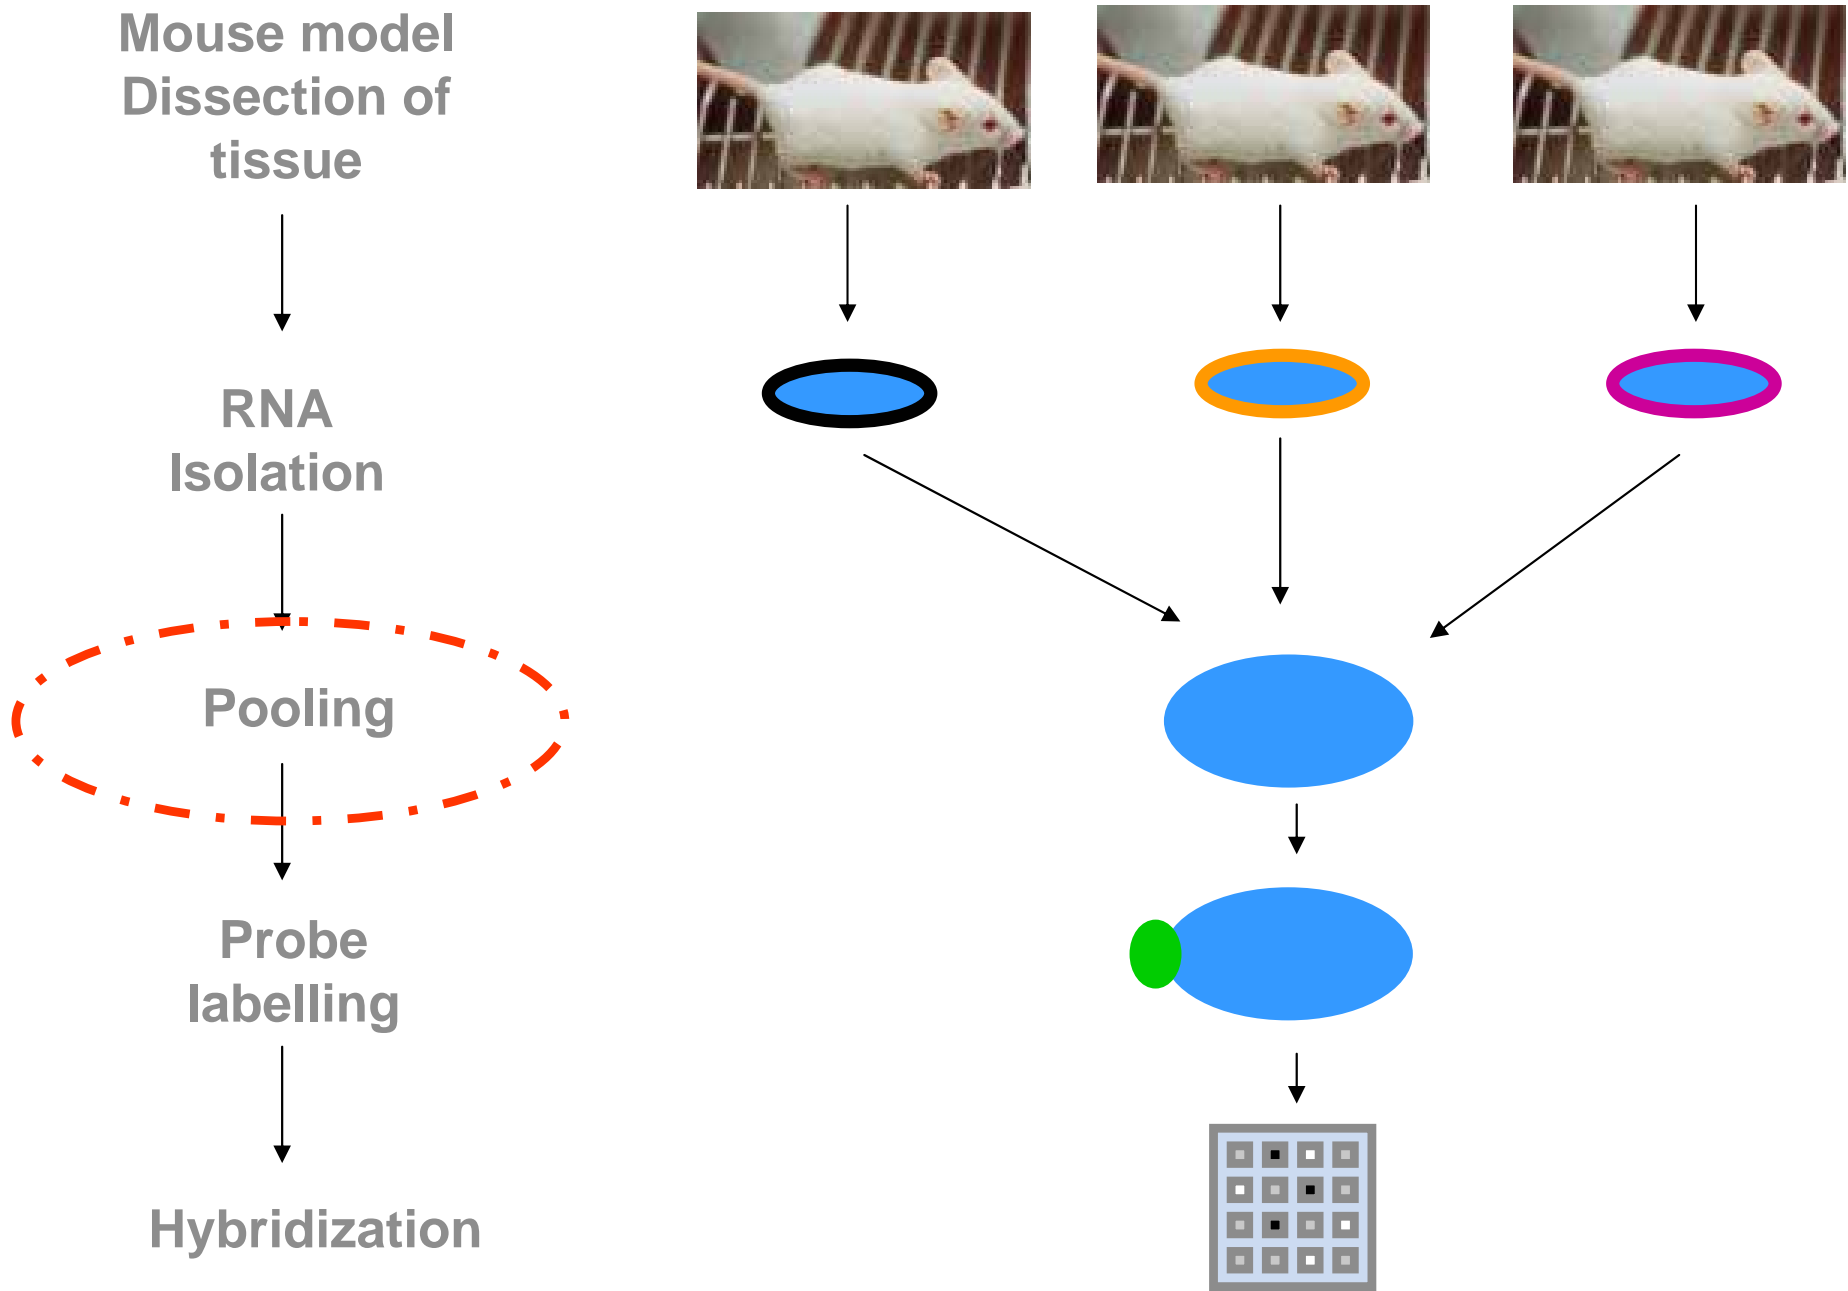 Mouse model
Dissection of
tissue
RNA
Isolation
Pooling
Probe
labelling
Hybridization